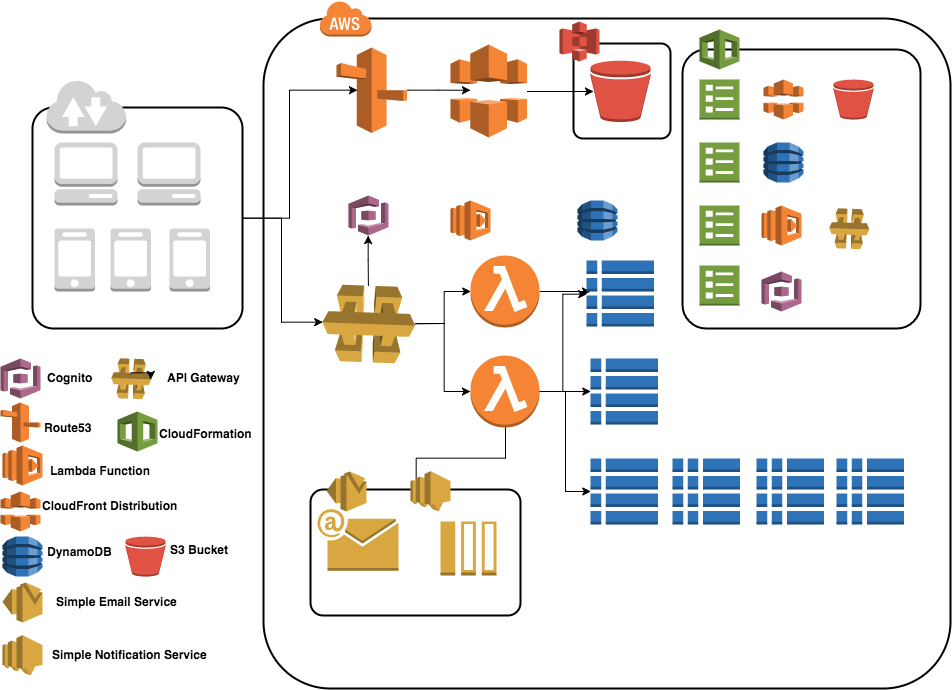 AWS
@
Cognito
API Gateway
Route53
CloudFormation
Lambda Function
CloudFront Distribution
DynamoDB
S3 Bucket
Simple Email Service
Simple Notification Service